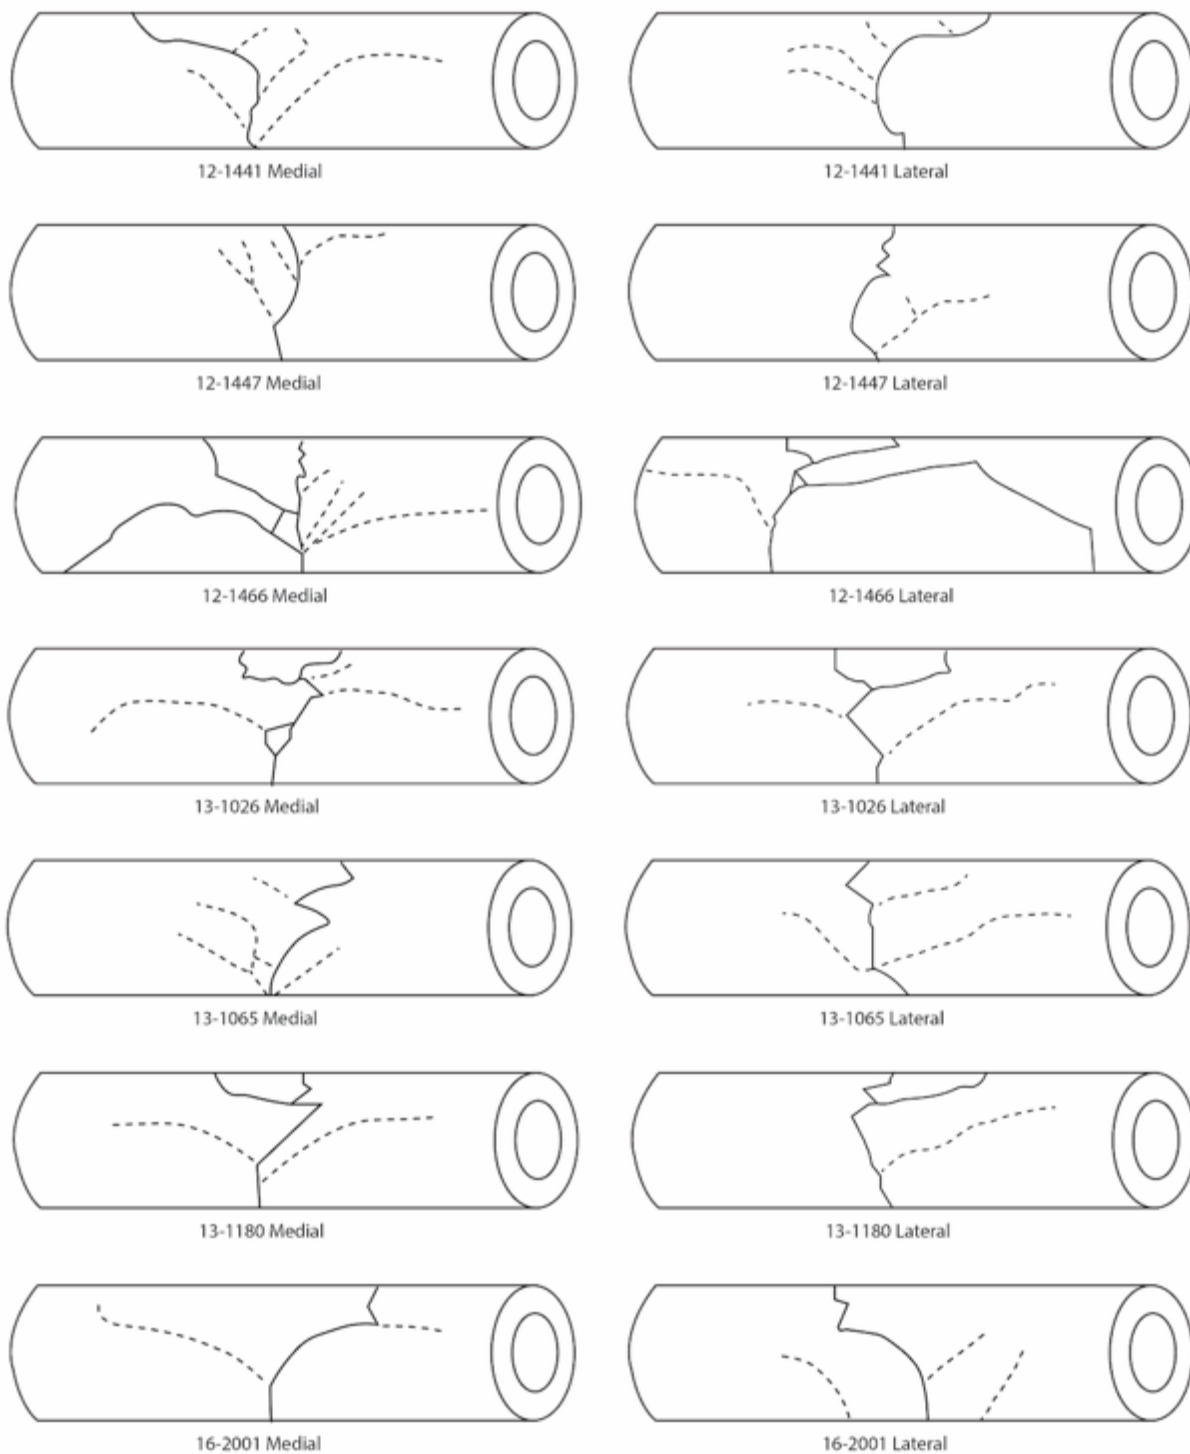 12-1441 Medial
12-1441 Lateral
12-1447 Medial
12-1447 Lateral
12-1466 Medial
12-1466 Lateral
13-1026 Medial
13-1026 Lateral
13-1065 Medial
13-1065 Lateral
13-1180 Medial
13-1180 Lateral
16-2001 Medial
16-2001 Lateral